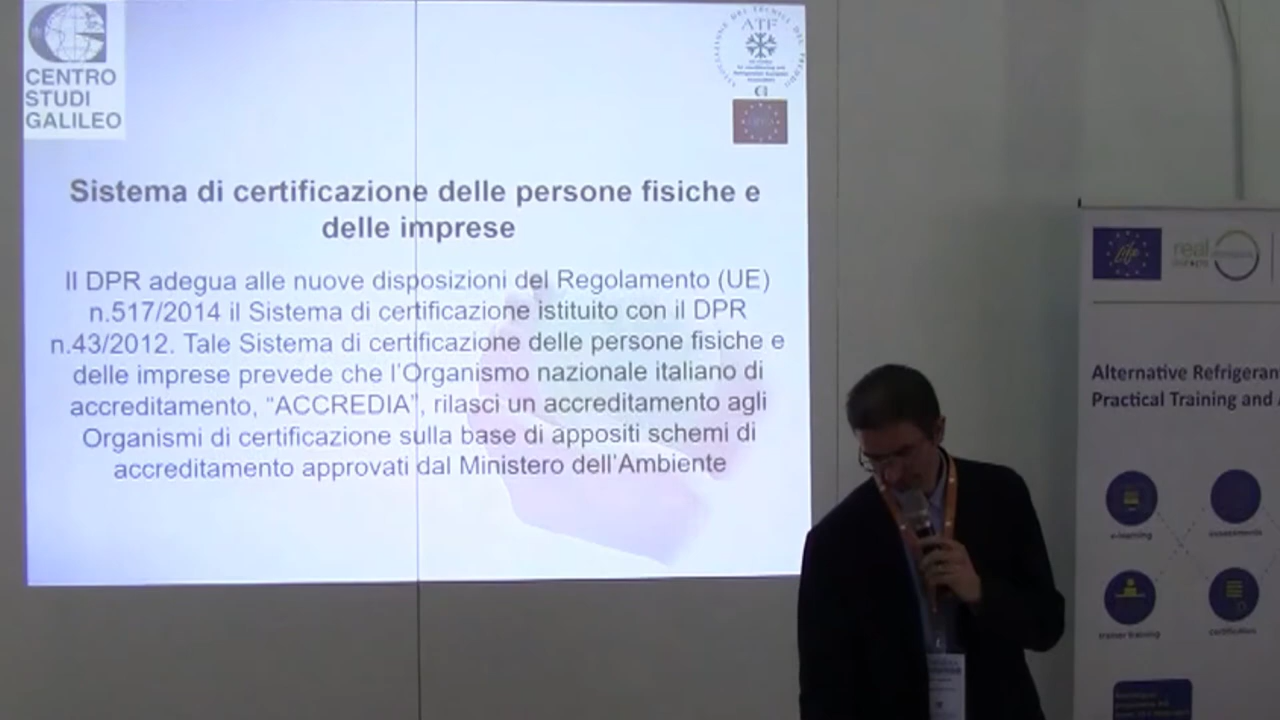 CENTRO
STUDI
GALILEO
ATF
Sistema di certificazione delle persone fisiche e
delle imprese
Il DPR adegua alle nuove disposizioni del Regolamento (UE)
n.517/2014 il Sistema di certificazione istituito con il DPR
n.43/2012. Tale Sistema di certificazione delle persone fisiche e
delle imprese prevede che l'Organismo nazionale italiano di
accreditamento, "ACCREDIA", rilasci un accreditamento agli
Organismi di certificazione sulla base di appositi schemi di
accreditamento approvati dal Ministero dell'Ambiente
life
real
Alternative Refrigeran
Practical Training and
e-learning
assessments
trainer training
certification